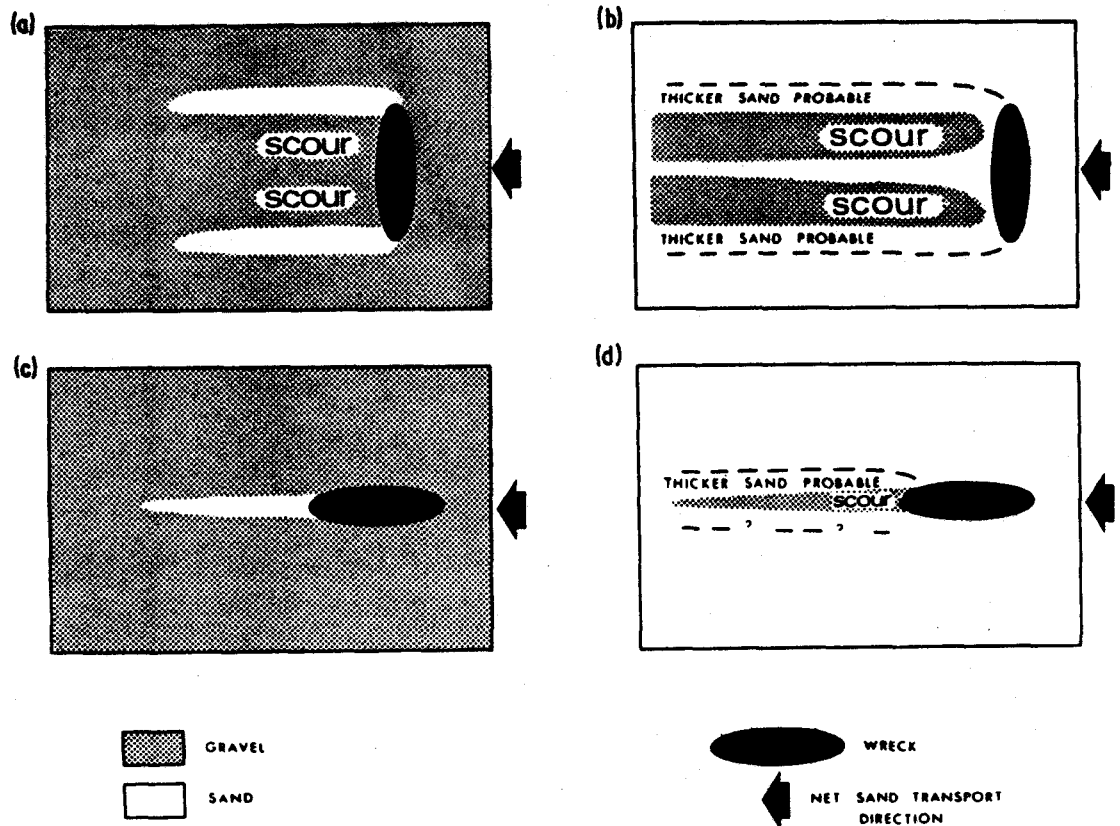 (a)
scour
scour
(b)
THICKER SAND PROBABLE
scour
scour
THICKER SAND PROBABLE
(c)
(d)
THICKER SAND PROBABLE
scour
? ?
GRAVEL
SAND
WRECK
NET SAND TRANSPORT
DIRECTION